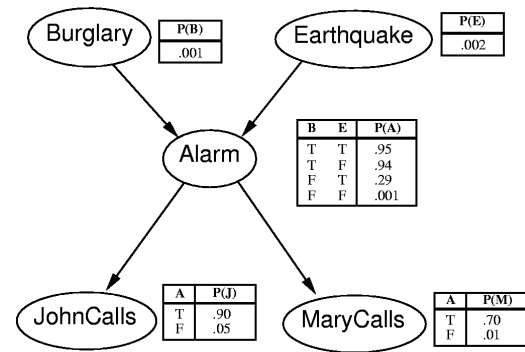 Burglary
P(B)
.001
Earthquake
P(E)
.002
Alarm
B E P(A)
T T .95
T F .94
F T .29
F F .001
JohnCalls
A P(J)
T .90
F .05
MaryCalls
A P(M)
T .70
F .01